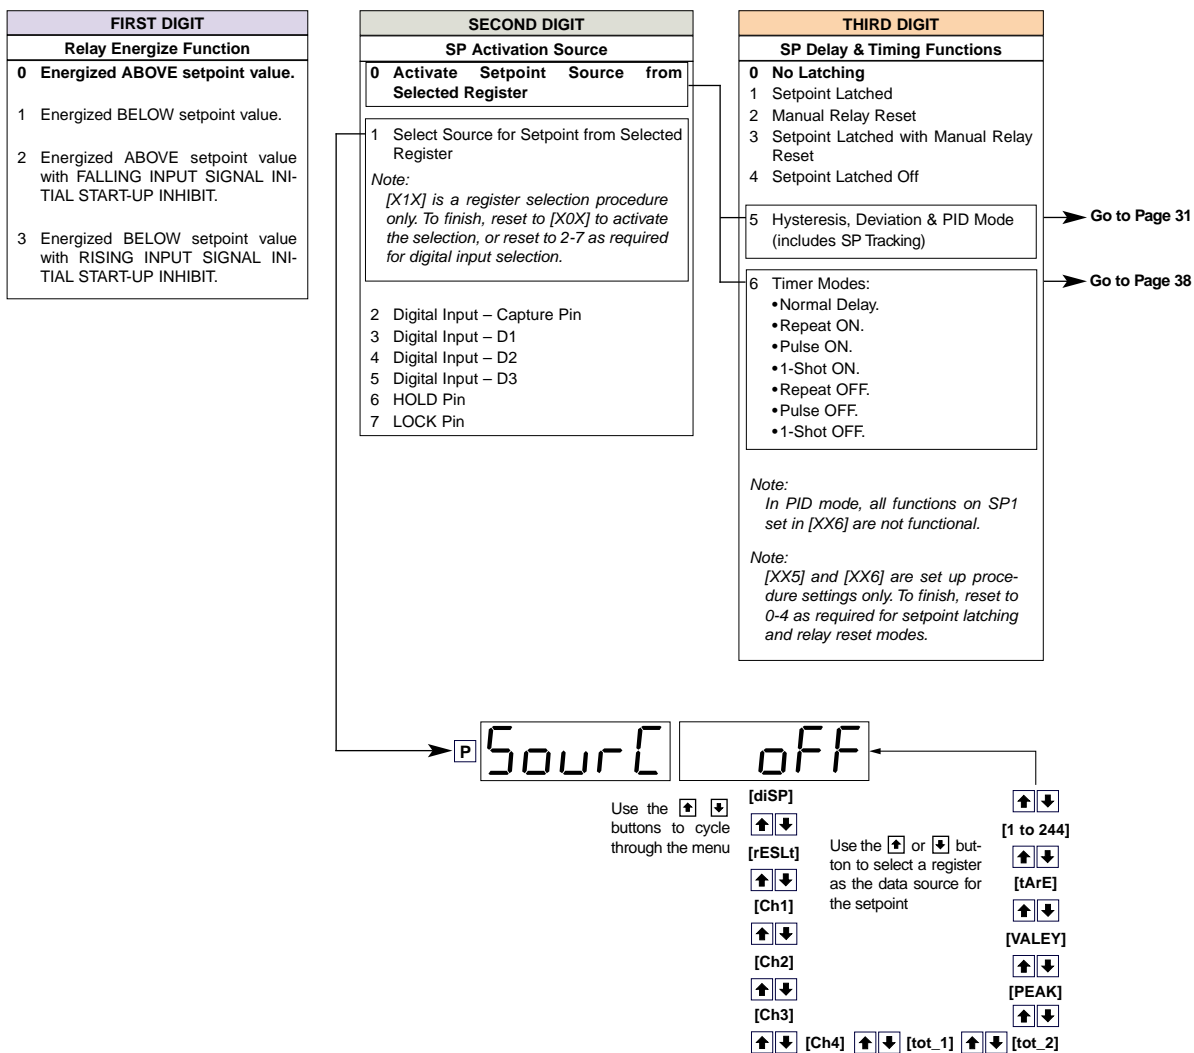 FIRST DIGIT
Relay Energize Function
0 Energized ABOVE setpoint value.
1 Energized BELOW setpoint value.
2 Energized ABOVE setpoint value
with FALLING INPUT SIGNAL INI-
TIAL START-UP INHIBIT.
3 Energized BELOW setpoint value
with RISING INPUT SIGNAL INI-
TIAL START-UP INHIBIT.
SECOND DIGIT
SP Activation Source
0 Activate Setpoint Source from
Selected Register
1 Select Source for Setpoint from Selected
Register
Note:
[X1X] is a register selection procedure
only. To finish, reset to [X0X] to activate
the selection, or reset to 2-7 as required
for digital input selection.
2 Digital Input – Capture Pin
3 Digital Input – D1
4 Digital Input – D2
5 Digital Input – D3
6 HOLD Pin
7 LOCK Pin
THIRD DIGIT
SP Delay & Timing Functions
0 No Latching
1 Setpoint Latched
2 Manual Relay Reset
3 Setpoint Latched with Manual Relay
Reset
4 Setpoint Latched Off
5 Hysteresis, Deviation & PID Mode
(includes SP Tracking)
Go to Page 31
6 Timer Modes:
•Normal Delay.
•Repeat ON.
•Pulse ON.
•1-Shot ON.
•Repeat OFF.
•Pulse OFF.
•1-Shot OFF.
Go to Page 38
Note:
In PID mode, all functions on SP1
set in [XX6] are not functional.
Note:
[XX5] and [XX6] are set up proce-
dure settings only. To finish, reset to
0-4 as required for setpoint latching
and relay reset modes.
P SourC oFF
Use the
buttons to cycle
through the menu
[diSP]
[rESLt]
[Ch1]
[Ch2]
[Ch3]
[Ch4] [tot_1] [tot_2]
Use the or but-
ton to select a register
as the data source for
the setpoint
[1 to 244]
[tArE]
[VALEY]
[PEAK]